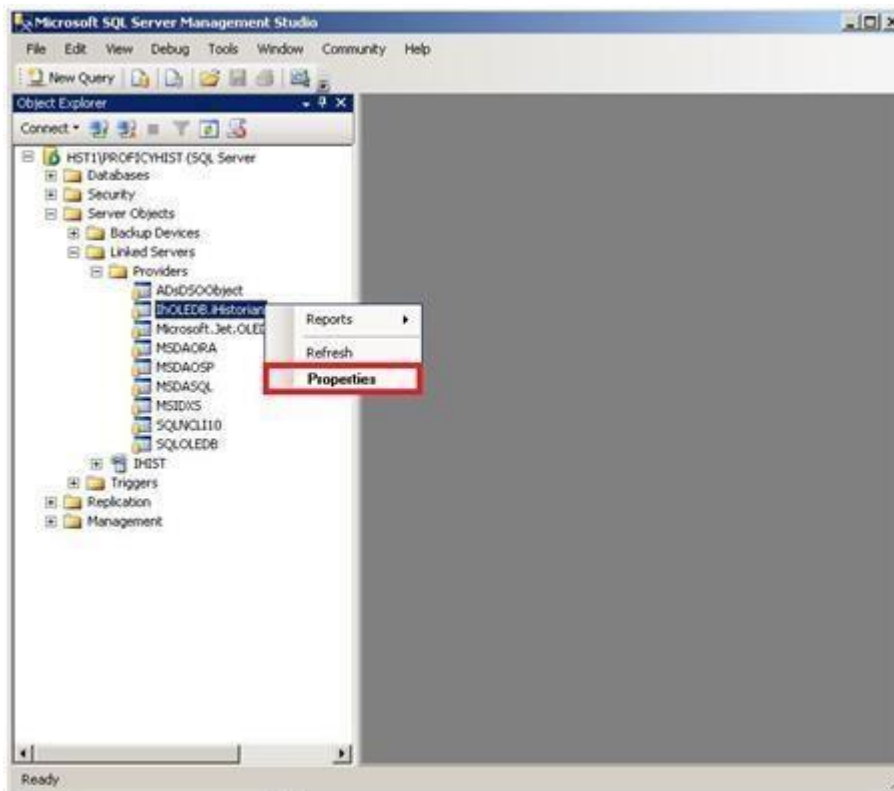 Microsoft SQL Server Management Studio
File Edit View Debug Tools Window Community Help
New Query
Object Explorer
Connect
HST1\PROFICYHIST (SQL Server
Databases
Security
Server Objects
Backup Devices
Linked Servers
Providers
ADsDSOObject
IhOLEDB.iHistorian
Microsoft.Jet.OLED
MSDAORA
MSDAOSP
MSDASQL
MSIDXS
SQLNCLI10
SQLOLEDB
IHIST
Triggers
Replication
Management
Reports
Refresh
Properties
Ready